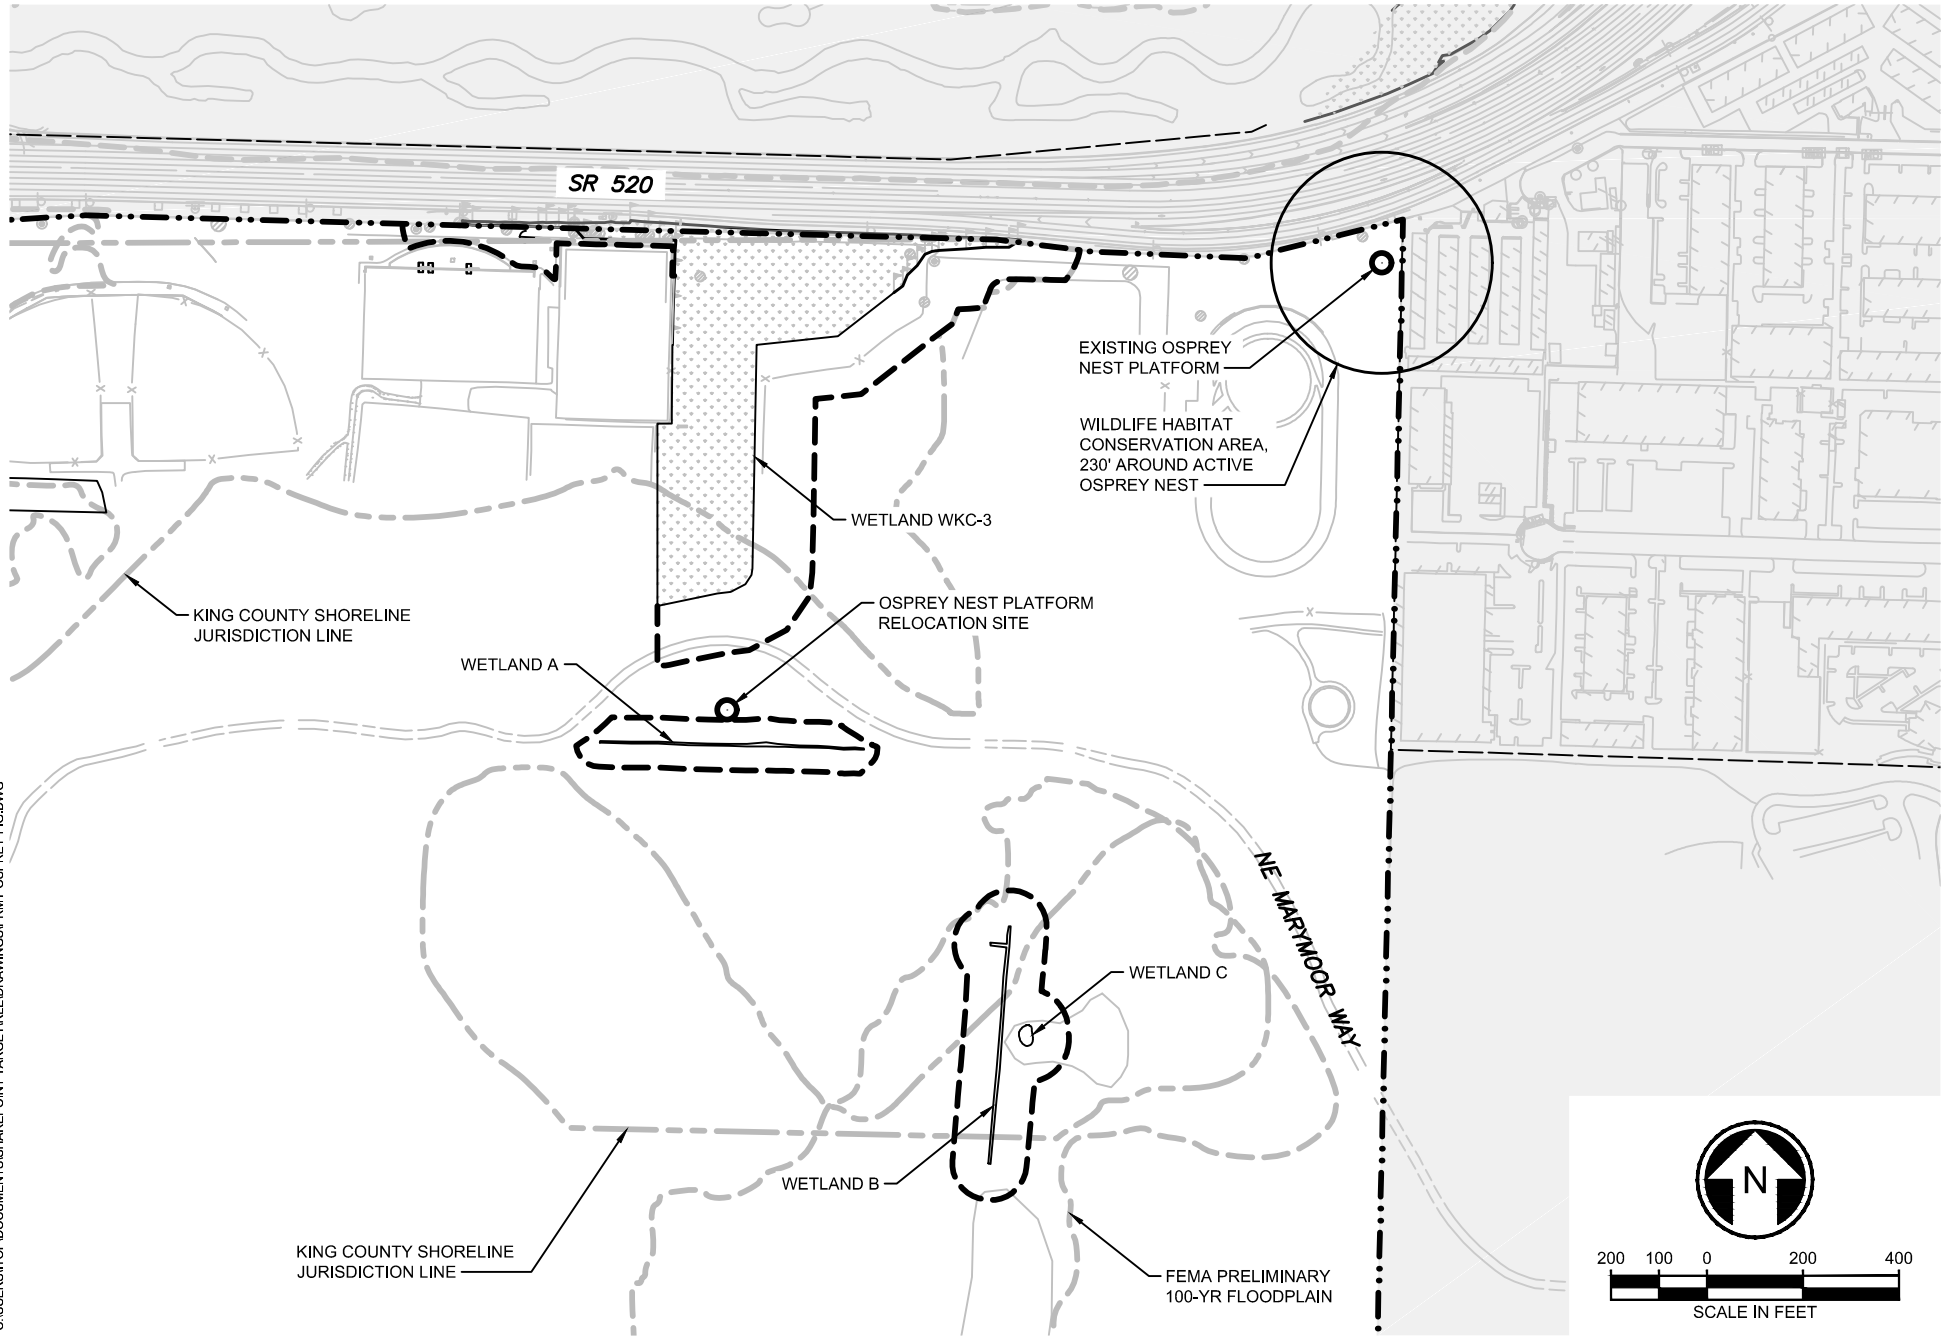 SR 520
EXISTING OSPREY
NEST PLATFORM
WILDLIFE HABITAT
CONSERVATION AREA,
230' AROUND ACTIVE
OSPREY NEST
WETLAND WKC-3
OSPREY NEST PLATFORM
RELOCATION SITE
KING COUNTY SHORELINE
JURISDICTION LINE
WETLAND A
NE MARYMOOR WAY
WETLAND C
WETLAND B
KING COUNTY SHORELINE
JURISDICTION LINE
FEMA PRELIMINARY
100-YR FLOODPLAIN
N
200 100 0 200 400
SCALE IN FEET